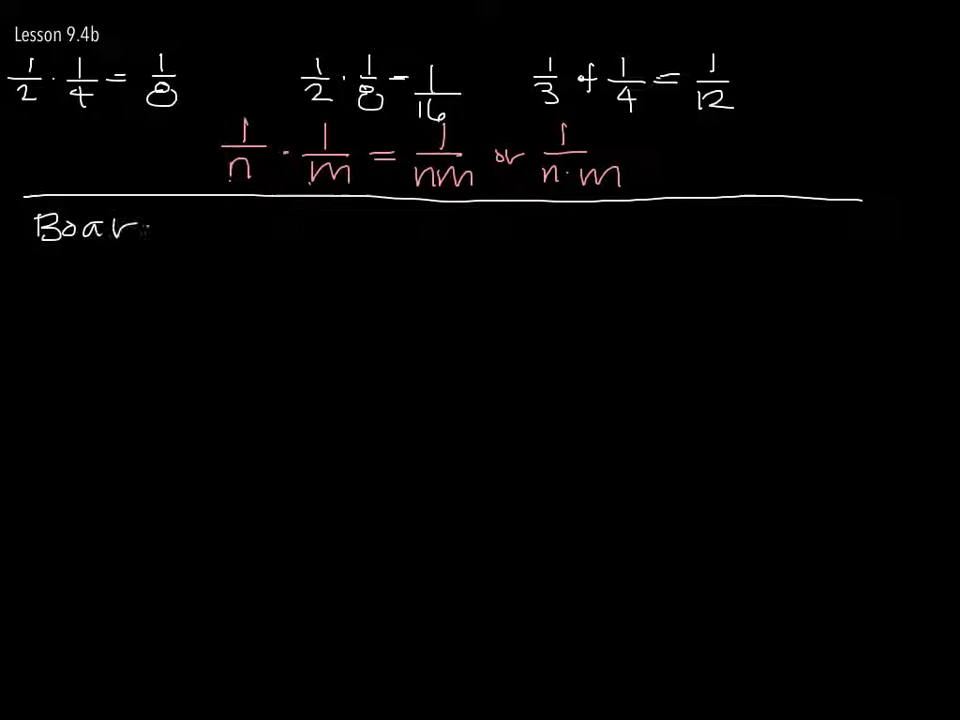 Lesson 9.4b
1/2 · 1/4 = 1/8 1/2 · 1/8 = 1/16 1/3 of 1/4 = 1/12
1/n · 1/m = 1/nm or 1/n·m
Boar